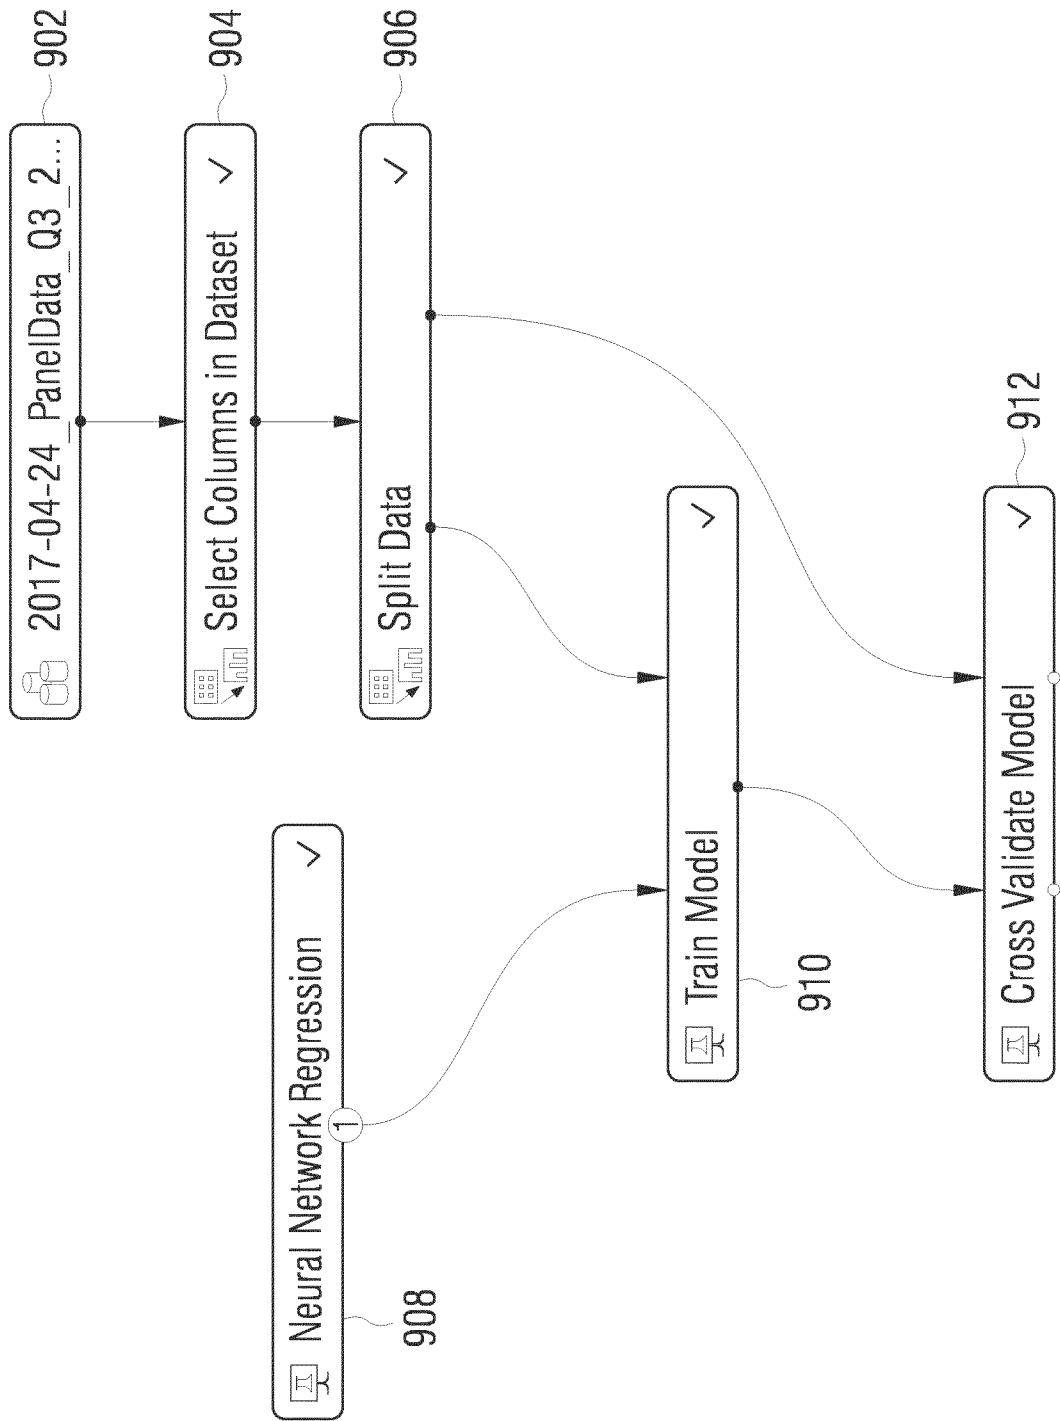 2017-04-24_PanelData_Q3_2...
902
Select Columns in Dataset
904
Split Data
906
Neural Network Regression
1
908
Train Model
910
Cross Validate Model
912